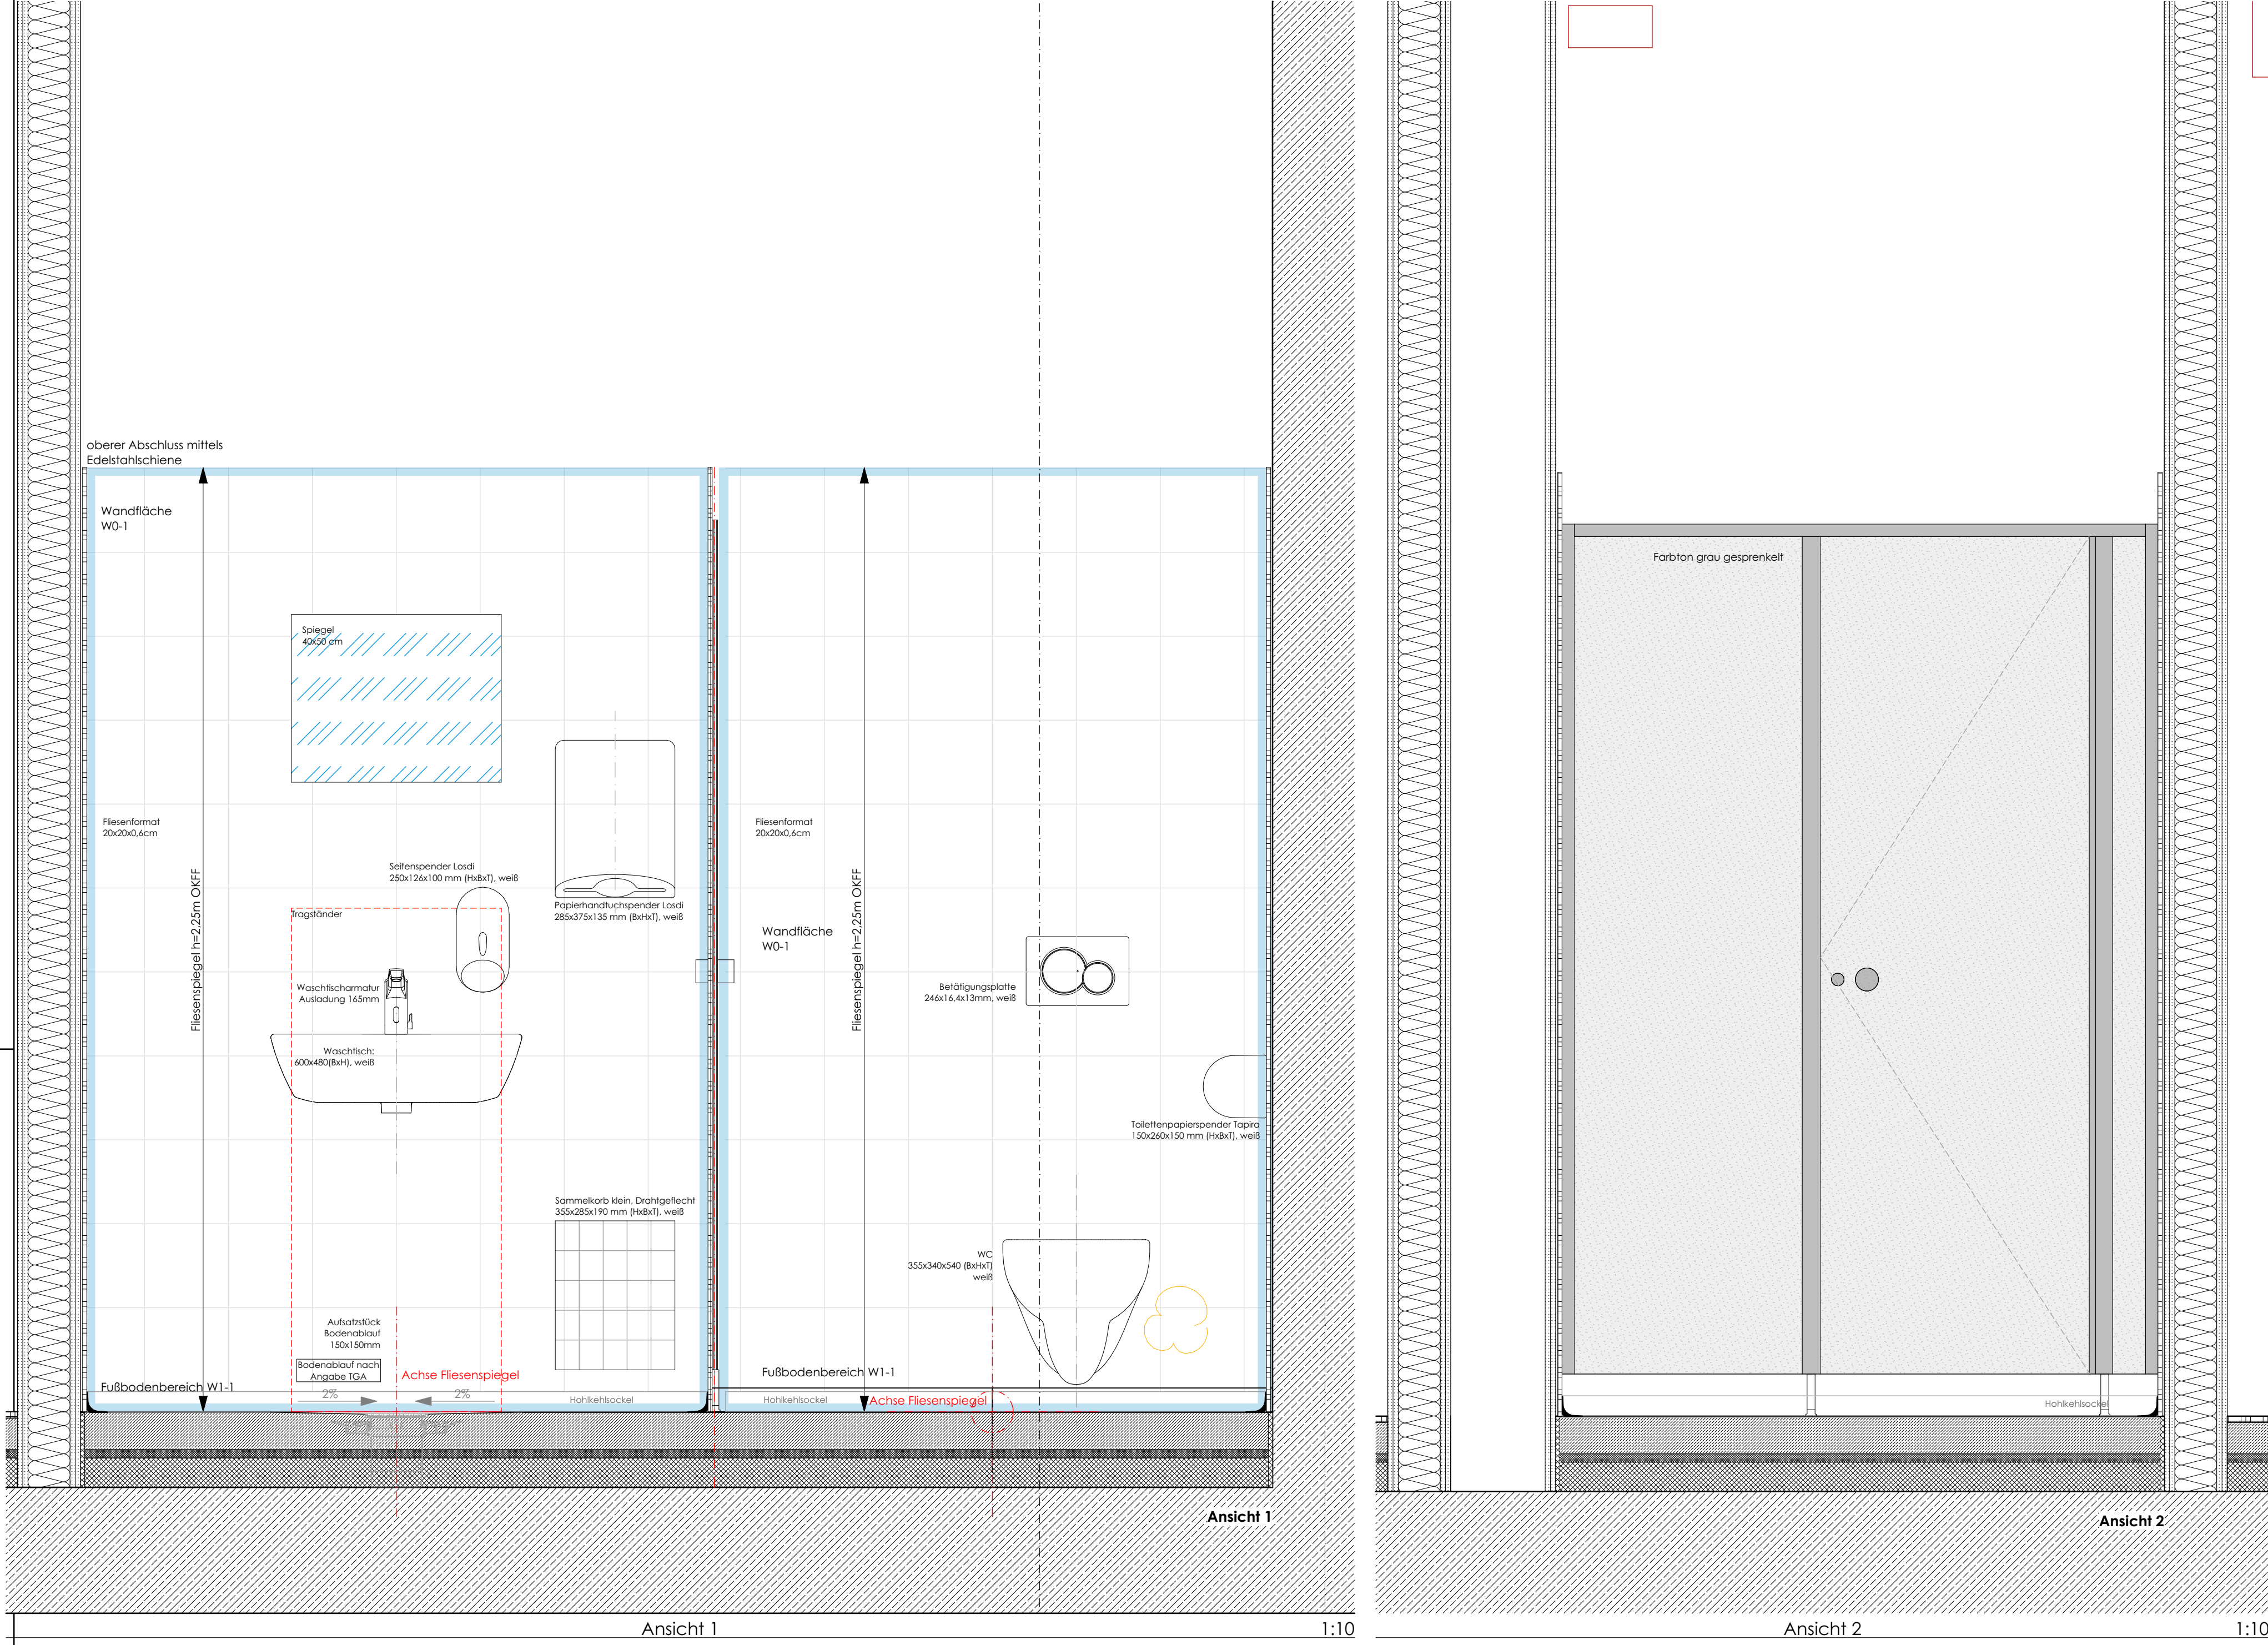 oberer Abschluss mittels
Edelstahlschiene
Wandfläche
W0-1
Spiegel
40x50 cm
Fliesenformat
20x20x0,6cm
Fliesenspiegel h=2,25m OKFF
Seifenspender Losdi
250x126x100 mm (HxBxT), weiß
Papierhandtuchspender Losdi
285x375x135 mm (BxHxT), weiß
Tragständer
Waschtischarmatur
Ausladung 165mm
Waschtisch:
600x480(BxH), weiß
Sammelkorb klein, Drahtgeflecht
355x285x190 mm (HxBxT), weiß
Aufsatzstück
Bodenablauf
150x150mm
Bodenablauf nach
Angabe TGA
Achse Fliesenspiegel
Fußbodenbereich W1-1
2%
2%
Hohlkehlsockel
Fliesenformat
20x20x0,6cm
Fliesenspiegel h=2,25m OKFF
Wandfläche
W0-1
Betätigungsplatte
246x16,4x13mm, weiß
Toilettenpapierspender Tapira
150x260x150 mm (HxBxT), weiß
WC
355x340x540 (BxHxT)
weiß
Fußbodenbereich W1-1
Hohlkehlsockel
Achse Fliesenspiegel
Ansicht 1
Ansicht 1
1:10
Farbton grau gesprenkelt
Hohlkehlsockel
Ansicht 2
Ansicht 2
1:10